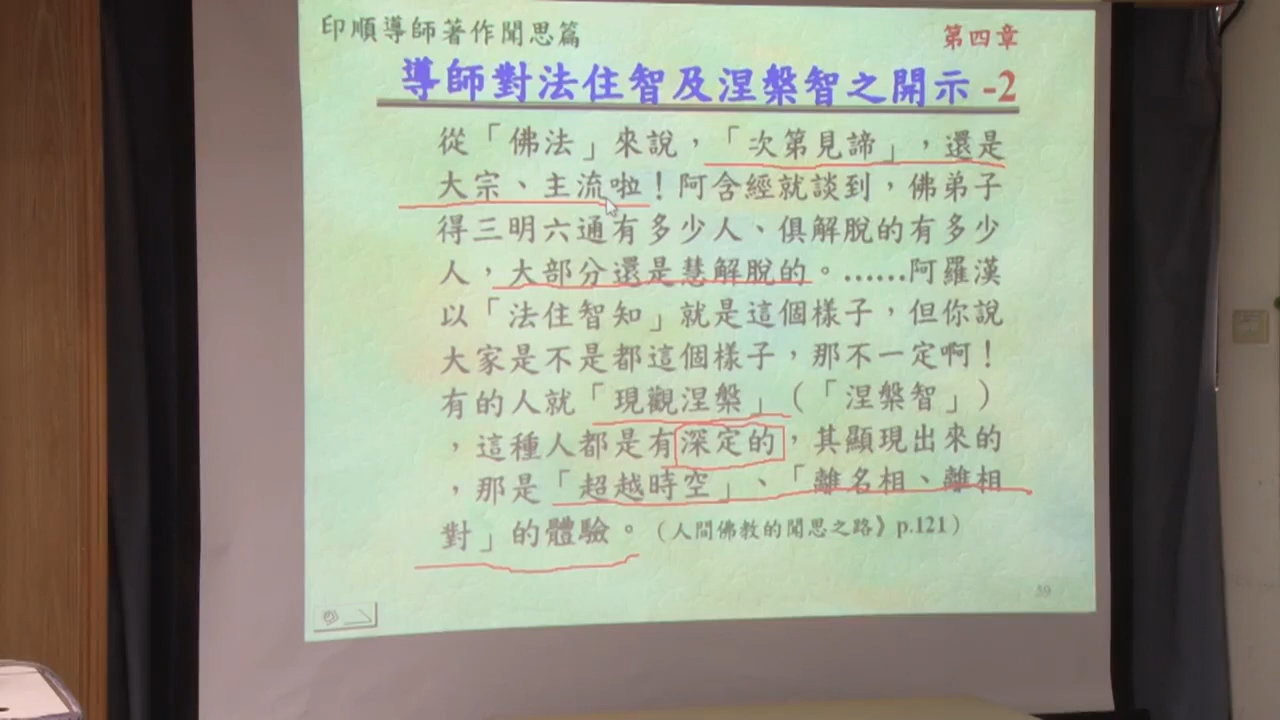 印順導師著作聞思篇
第四章
導師對法住智及涅槃智之開示 -2
從「佛法」來說，「次第見諦」，還是
大宗、主流啦！阿含經就談到，佛弟子
得三明六通有多少人、俱解脫的有多少
人，大部分還是慧解脫的。……阿羅漢
以「法住智知」就是這個樣子，但你說
大家是不是都這個樣子，那不一定啊！
有的人就「現觀涅槃」（「涅槃智」）
，這種人都是有深定的，其顯現出來的
，那是「超越時空」、「離名相、離相
對」的體驗。（人間佛教的聞思之路》p.121）
59